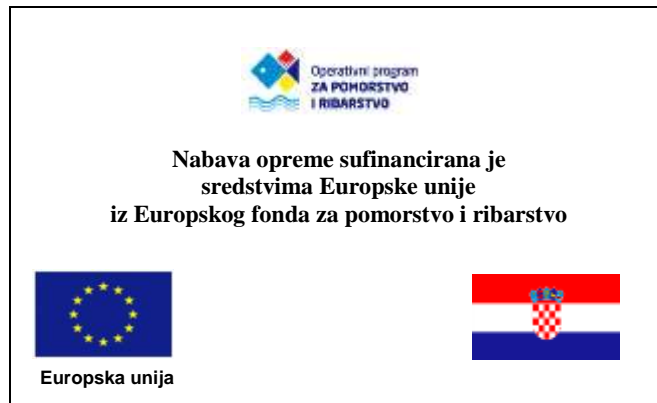 Operativni program
ZA POMORSTVO
I RIBARSTVO
Nabava opreme sufinancirana je
sredstvima Europske unije
iz Europskog fonda za pomorstvo i ribarstvo
Europska unija